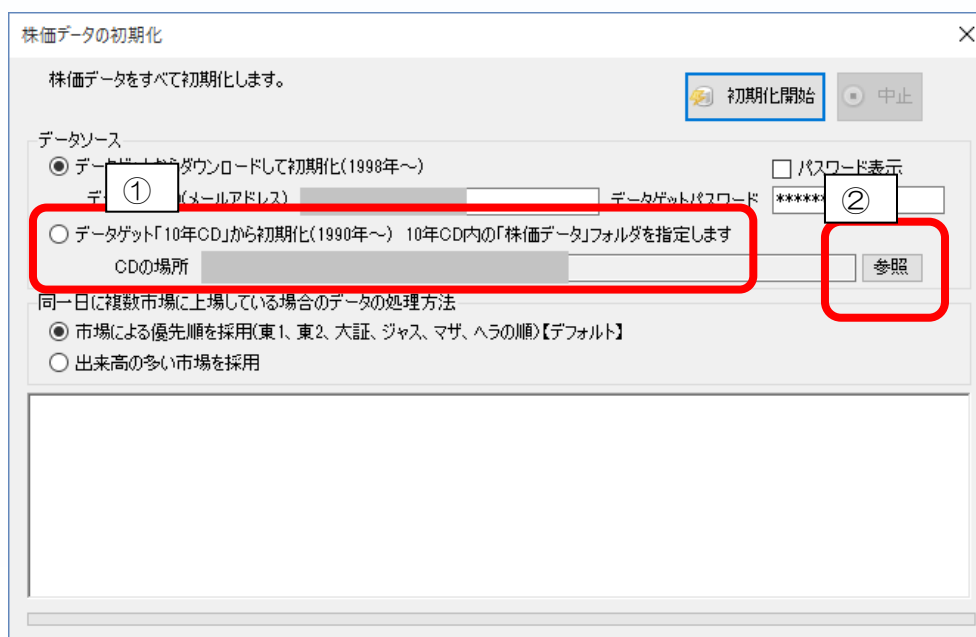 株価データの初期化
株価データをすべて初期化します。
初期化開始
中止
データソース
データゲットからダウンロードして初期化(1998年～)
パスワード表示
①
(メールアドレス)
データゲットパスワード
******
②
データゲット「10年CD」から初期化(1990年～) 10年CD内の「株価データ」フォルダを指定します
CDの場所
参照
同一日に複数市場に上場している場合のデータの処理方法
市場による優先順を採用(東1、東2、大証、ジャス、マザ、ヘラの順)【デフォルト】
出来高の多い市場を採用